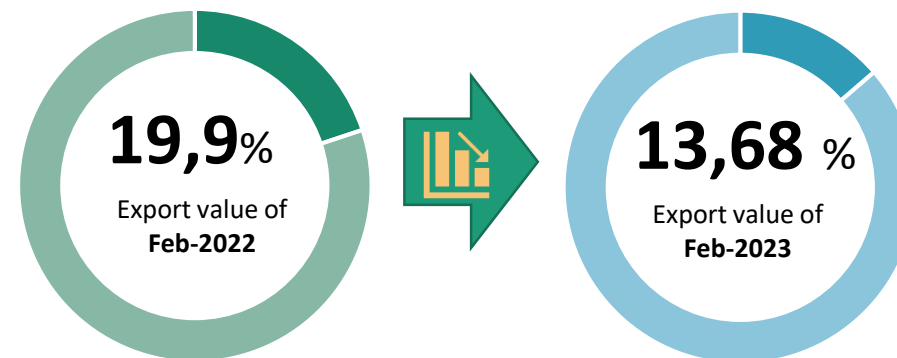 19,9%
Export value of
Feb-2022
13,68 %
Export value of
Feb-2023